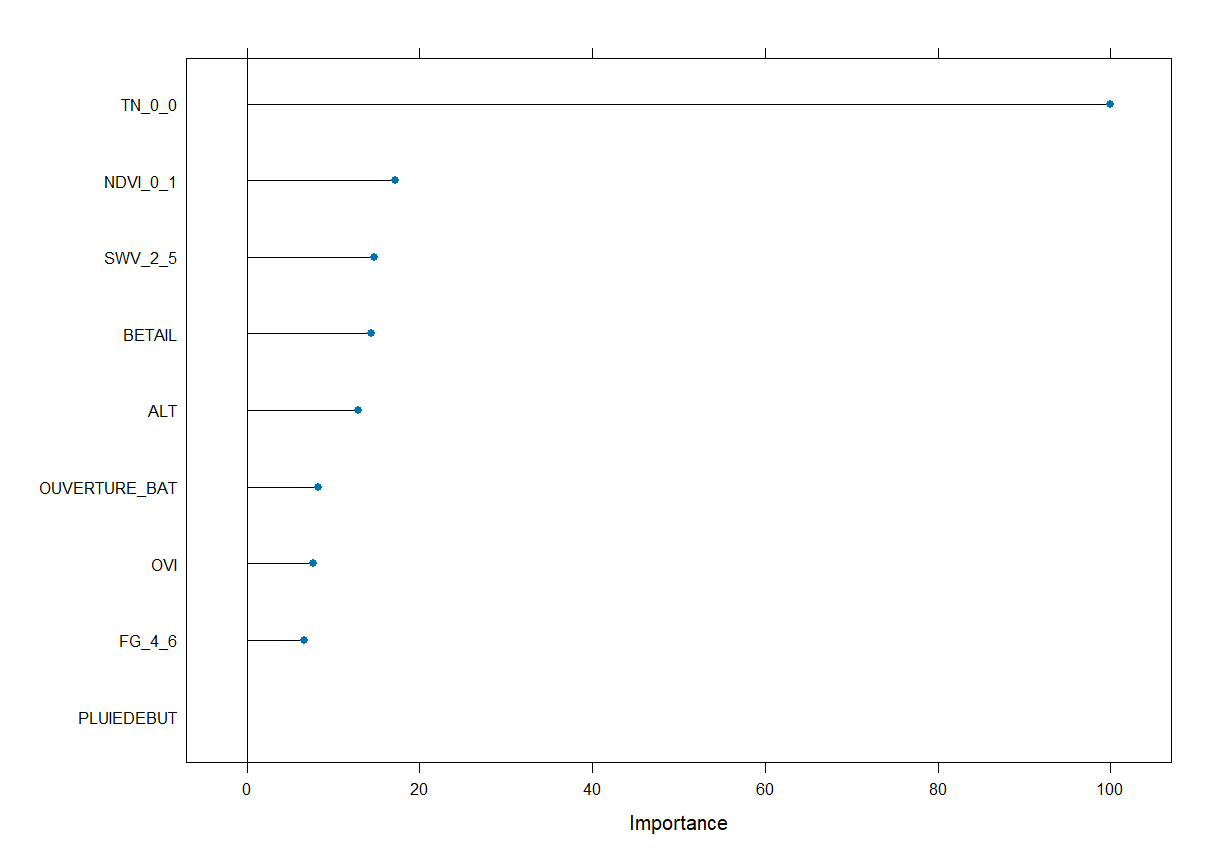 TN_0_0
NDVI_0_1
SWV_2_5
BETAIL
ALT
OUVERTURE_BAT
OVI
FG_4_6
PLUIEDEBUT
0 20 40 60 80 100
Importance